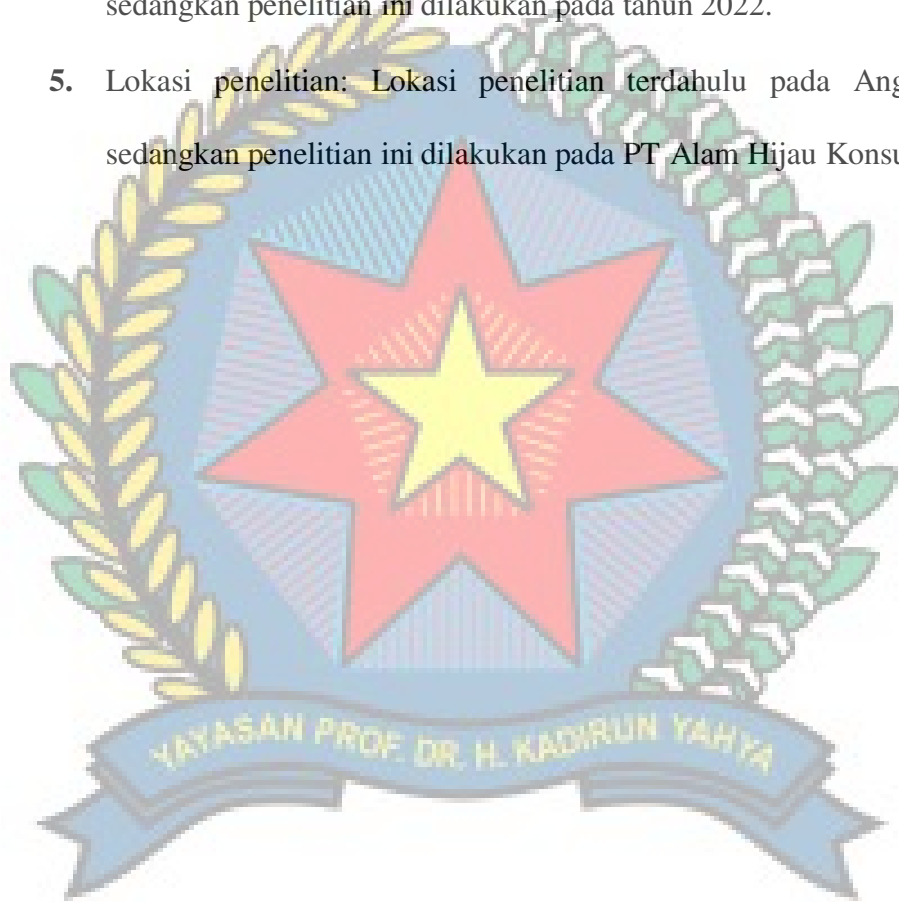 sedangkan penelitian ini dilakukan pada tahun 2022.
5. Lokasi penelitian: Lokasi penelitian terdahulu pada
sedangkan penelitian ini dilakukan pada PT Alam Hijau
YAYASAN PROF. DR. H. KADIRUN YAHYA